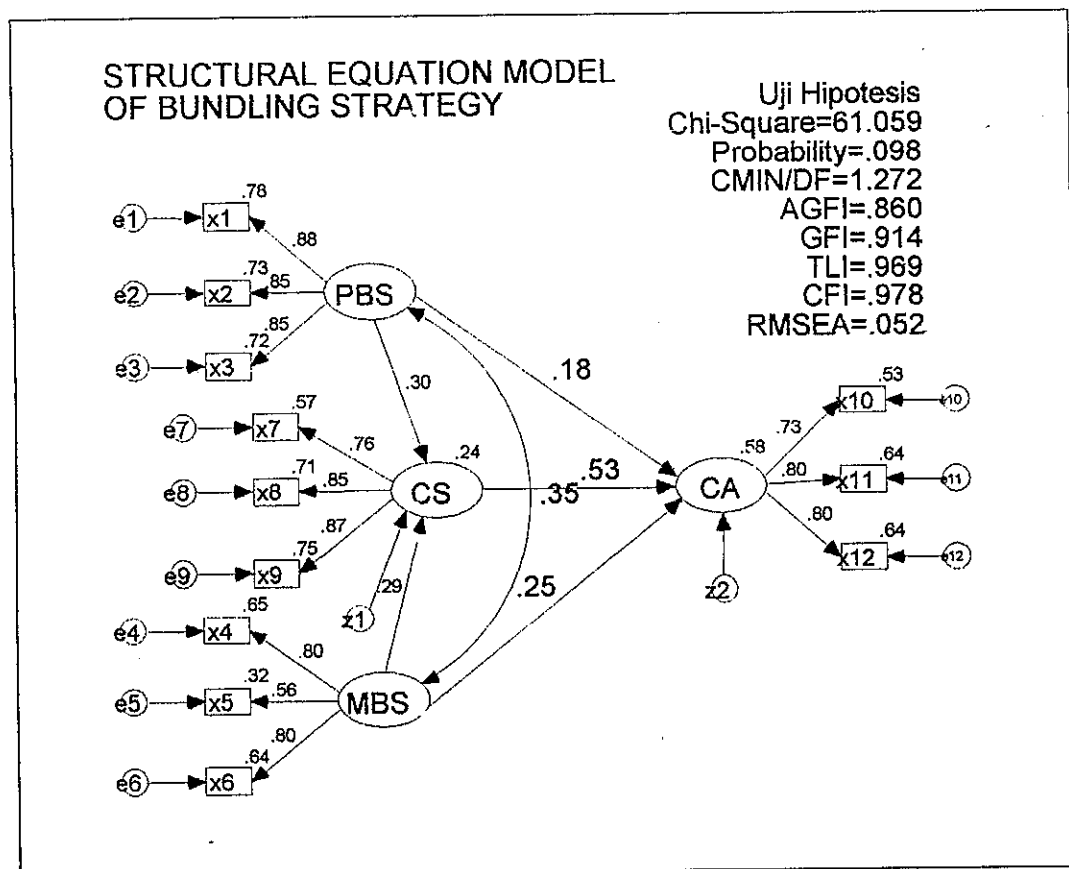 STRUCTURAL EQUATION MODEL
OF BUNDLING STRATEGY
Uji Hipotesis
Chi-Square=61.059
Probability=.098
CMIN/DF=1.272
AGFI=.860
GFI=.914
TLI=.969
CFI=.978
RMSEA=.052
.78
e1 x1
.88
.73
e2 x2 .85
PBS
.85
.72
e3 x3
.30
.18
.57
e7 x7
.76
.24
.71
e8 x8 .85
CS
.53
.35
.87
.75
e9 x9
.29
z1
.25
.65
e4 x4
.80
.32
e5 x5 .56
MBS
.80
.64
e6 x6
.58
CA
z2
.53
x10
.73
.64
.80 x11
e11
.80
.64
x12 e12